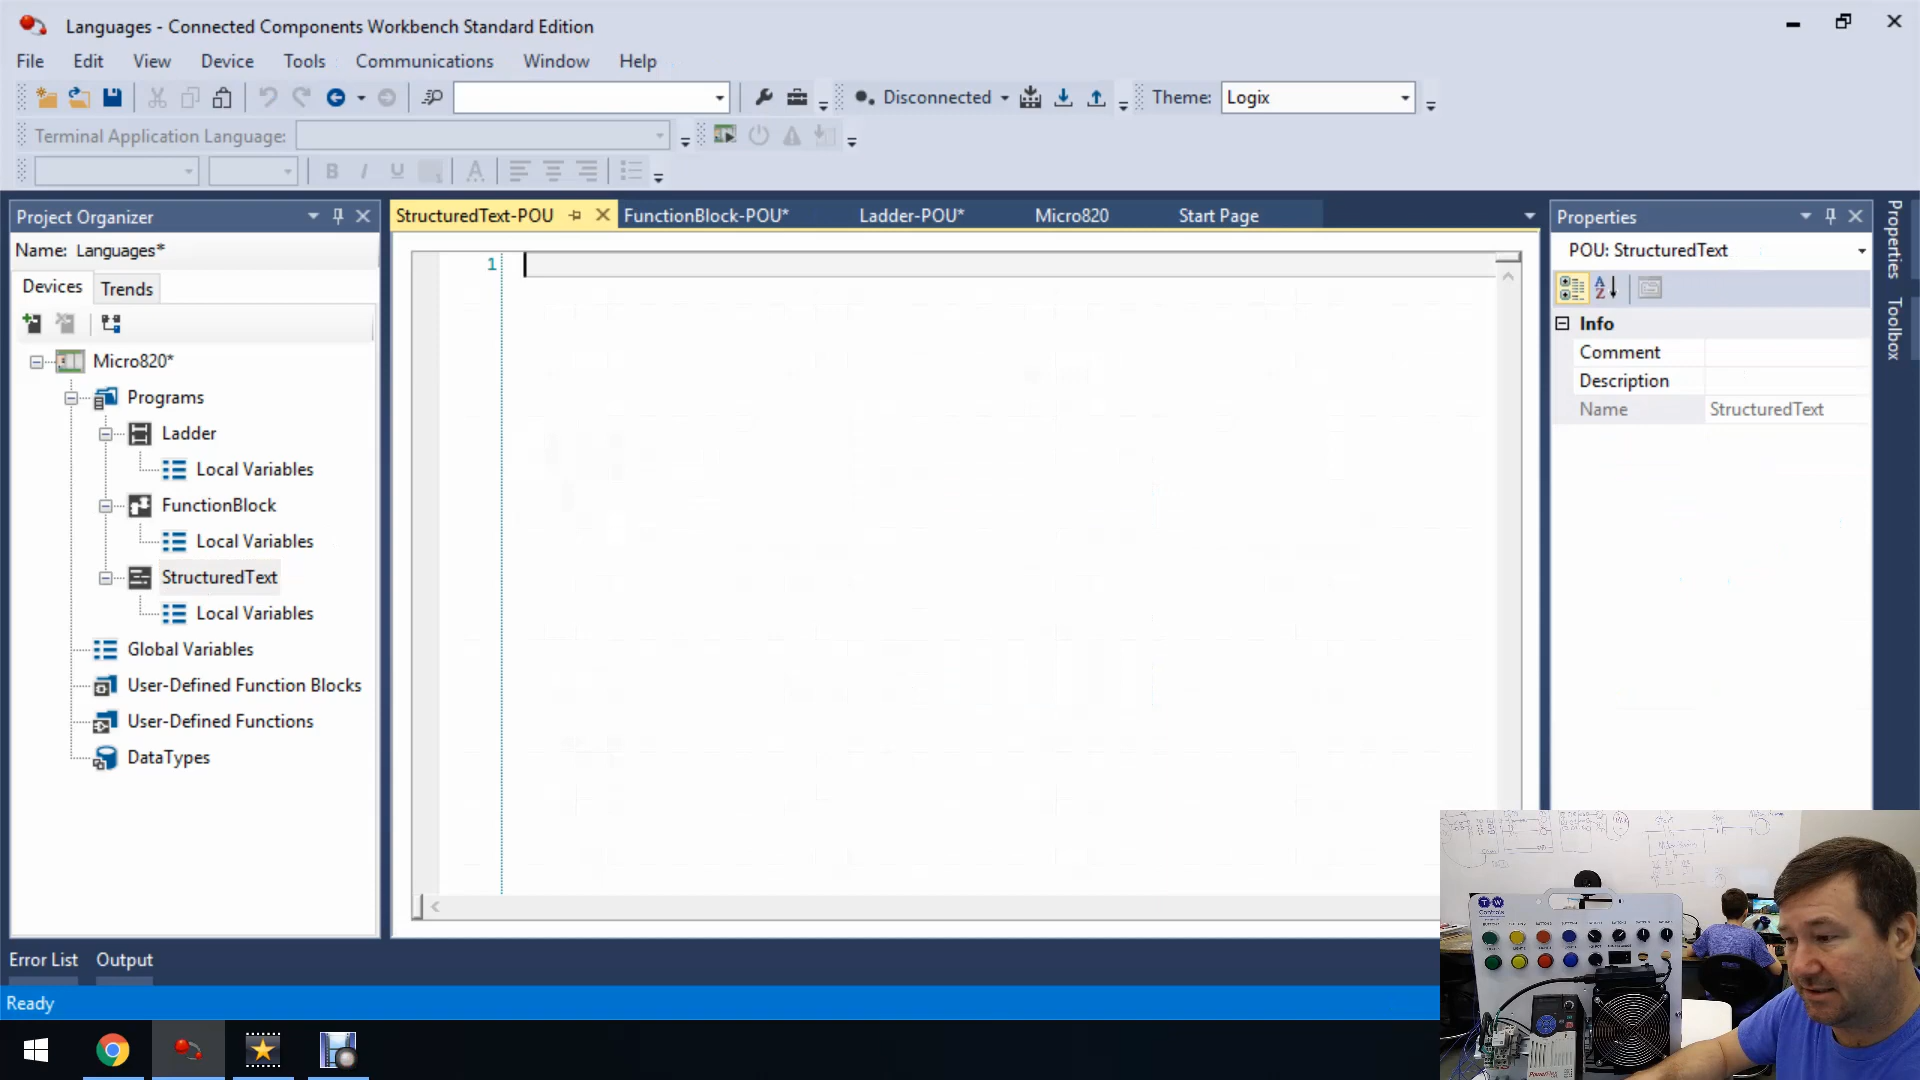 Languages - Connected Components Workbench Standard Edition
File Edit View Device Tools Communications Window Help
Disconnected Theme: Logix
Terminal Application Language:
B I U A
Project Organizer
Name: Languages*
Devices Trends
Micro820*
Programs
Ladder
Local Variables
FunctionBlock
Local Variables
StructuredText
Local Variables
Global Variables
User-Defined Function Blocks
User-Defined Functions
DataTypes
StructuredText-POU FunctionBlock-POU* Ladder-POU* Micro820 Start Page
1
Properties
POU: StructuredText
A
Z
Info
Comment
Description
Name StructuredText
Properties
Toolbox
Error List Output
Ready
T W
Controls